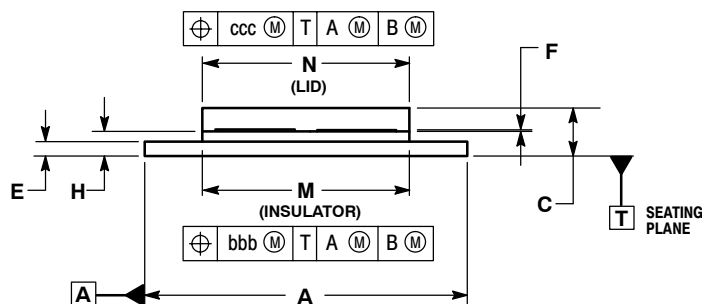 ⌖ ccc Ⓜ T A Ⓜ B Ⓜ
N
(LID)
F
E
H
M
(INSULATOR)
C
T SEATING
PLANE
⌖ bbb Ⓜ T A Ⓜ B Ⓜ
A
A